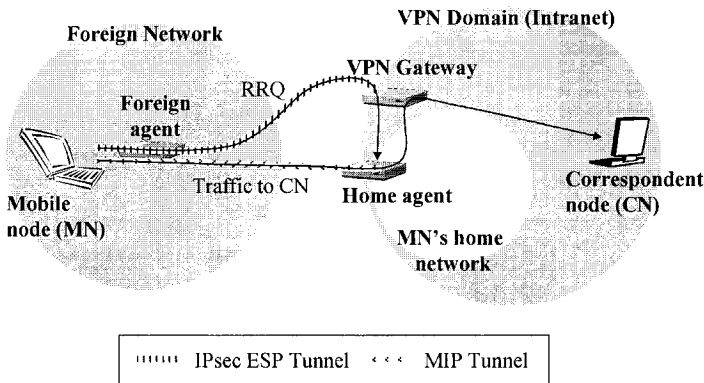 VPN Domain (Intranet)
Foreign Network
VPN Gateway
RRQ
Foreign
agent
Traffic to CN
Home agent
Correspondent
node (CN)
Mobile
node (MN)
MN's home
network
IPsec ESP Tunnel
MIP Tunnel